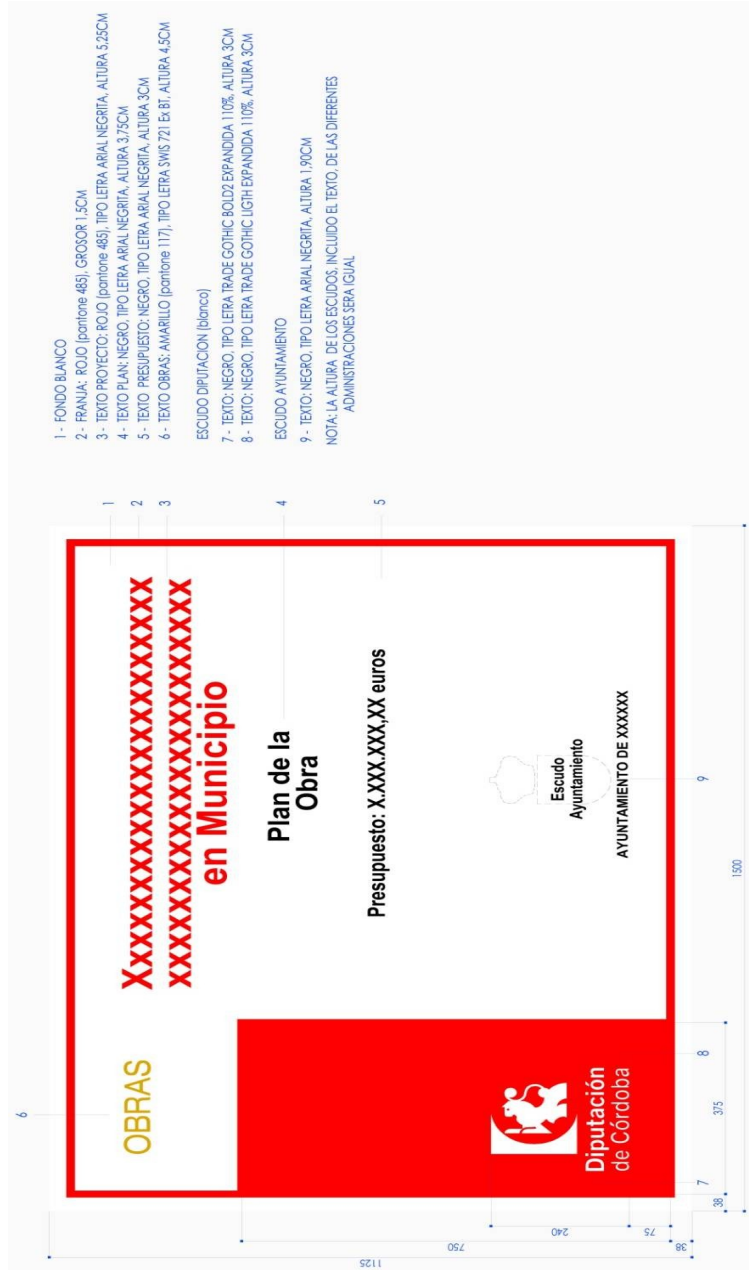 1 - FONDO BLANCO
2 - FRANJA: ROJO (pantone 485), GROSOR 1,5CM
3 - TEXTO PROYECTO: ROJO (pantone 485), TIPO LETRA ARIAL NEGRITA, ALTURA 5,25CM
4 - TEXTO PLAN: NEGRO, TIPO LETRA ARIAL NEGRITA, ALTURA 3,75CM
5 - TEXTO PRESUPUESTO: NEGRO, TIPO LETRA ARIAL NEGRITA, ALTURA 3CM
6 - TEXTO OBRAS: AMARILLO (pantone 117), TIPO LETRA SWIS 721 Ex BT, ALTURA 4,5CM
ESCUDO DIPUTACION (blanco)
7 - TEXTO: NEGRO, TIPO LETRA TRADE GOTHIC BOLD2 EXPANDIDA 110%, ALTURA 3CM
8 - TEXTO: NEGRO, TIPO LETRA TRADE GOTHIC LIGTH EXPANDIDA 110%, ALTURA 3CM
ESCUDO AYUNTAMIENTO
9 - TEXTO: NEGRO, TIPO LETRA ARIAL NEGRITA, ALTURA 1,90CM
NOTA: LA ALTURA DE LOS ESCUDOS, INCLUIDO EL TEXTO, DE LAS DIFERENTES
ADMINISTRACIONES SERA IGUAL
6
1
2
3
4
5
OBRAS
Xxxxxxxxxxxxxxxxxxxxxxxx
xxxxxxxxxxxxxxxxxxxxxxxx
en Municipio
Plan de la
Obra
Presupuesto: X.XXX.XXX,XX euros
Escudo
Ayuntamiento
AYUNTAMIENTO DE XXXXXX
Diputación
de Córdoba
7
8
9
38
375
1500
1125
750
240
75
38